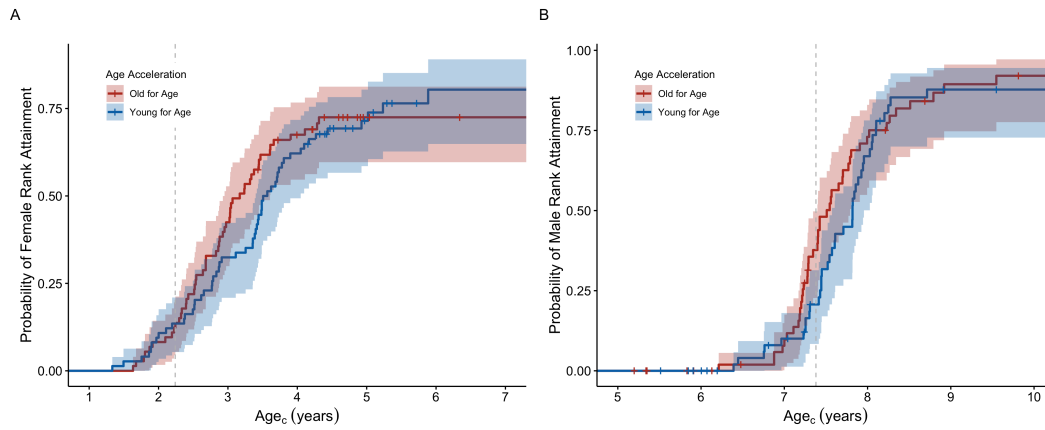 A
Probability of Female Rank Attainment
0.75
0.50
0.25
0.00
Age Acceleration
Old for Age
Young for Age
1 2 3 4 5 6 7
Age_c (years)
B
Probability of Male Rank Attainment
1.00
0.75
0.50
0.25
0.00
Age Acceleration
Old for Age
Young for Age
5 6 7 8 9 10
Age_c (years)